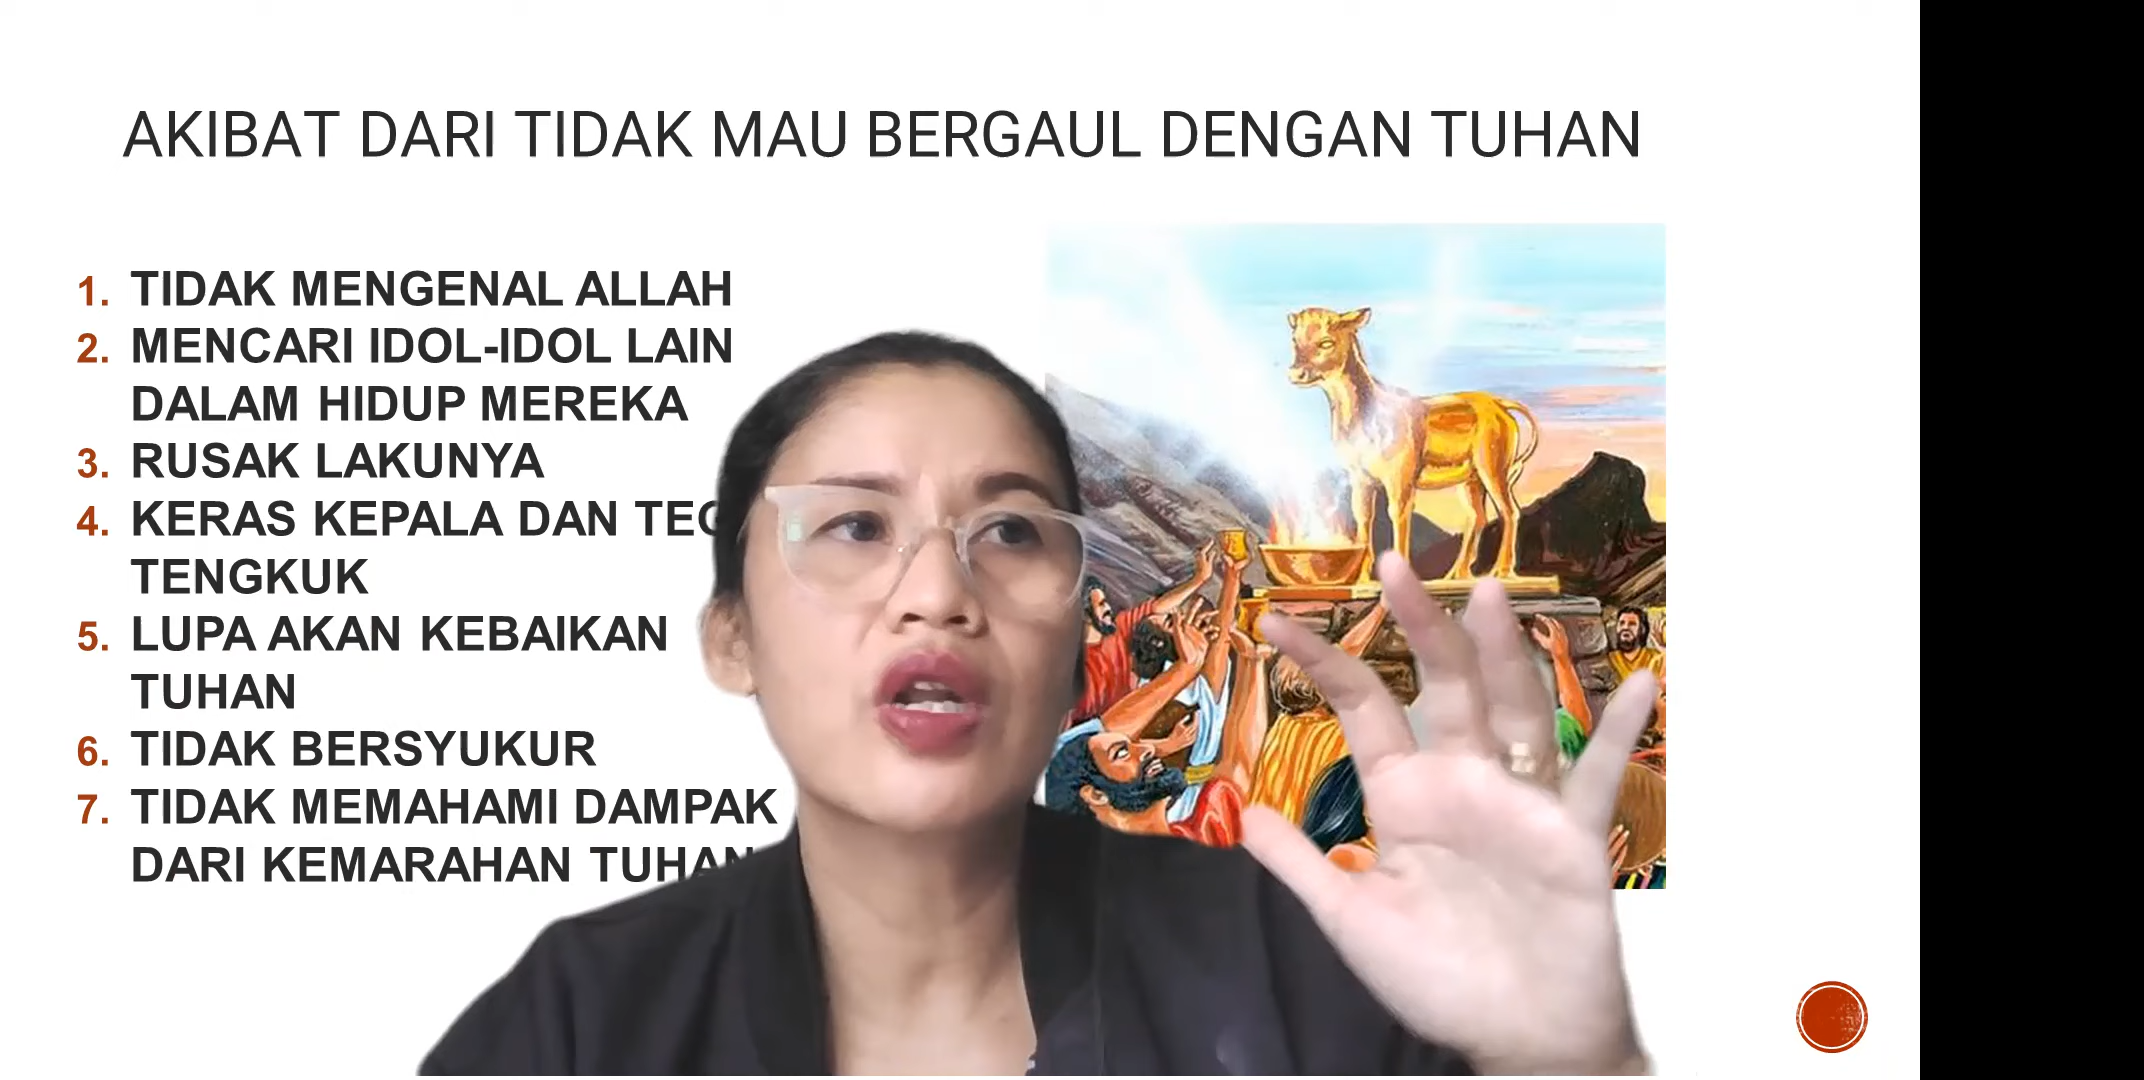 AKIBAT DARI TIDAK MAU BERGAUL DENGAN TUHAN
1. TIDAK MENGENAL ALLAH
2. MENCARI IDOL-IDOL LAIN
DALAM HIDUP MEREKA
3. RUSAK LAKUNYA
4. KERAS KEPALA DAN
TENGKUK
5. LUPA AKAN KEBAIKAN
TUHAN
6. TIDAK BERSYUKUR
7. TIDAK MEMAHAMI DAMPAK
DARI KEMARAHAN TUHAN